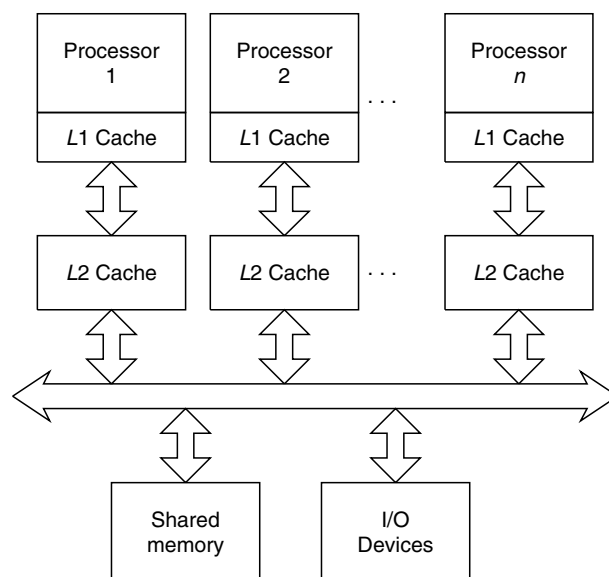 Processor
1
Processor
2
. . .
Processor
n
L1 Cache
L1 Cache
L1 Cache
L2 Cache
L2 Cache
. . .
L2 Cache
Shared
memory
I/O
Devices